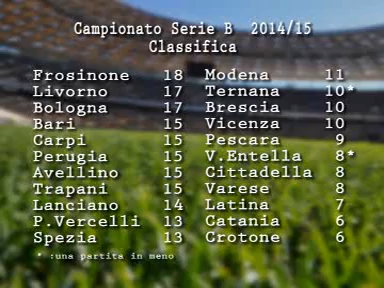 Campionato Serie B 2014/15
Classifica
Frosinone 18
Livorno 17
Bologna 17
Bari 15
Carpi 15
Perugia 15
Avellino 15
Trapani 15
Lanciano 14
P.Vercelli 13
Spezia 13
Modena 11
Ternana 10*
Brescia 10
Vicenza 10
Pescara 9
V.Entella 8*
Cittadella 8
Varese 8
Latina 7
Catania 6
Crotone 6
* :una partita in meno